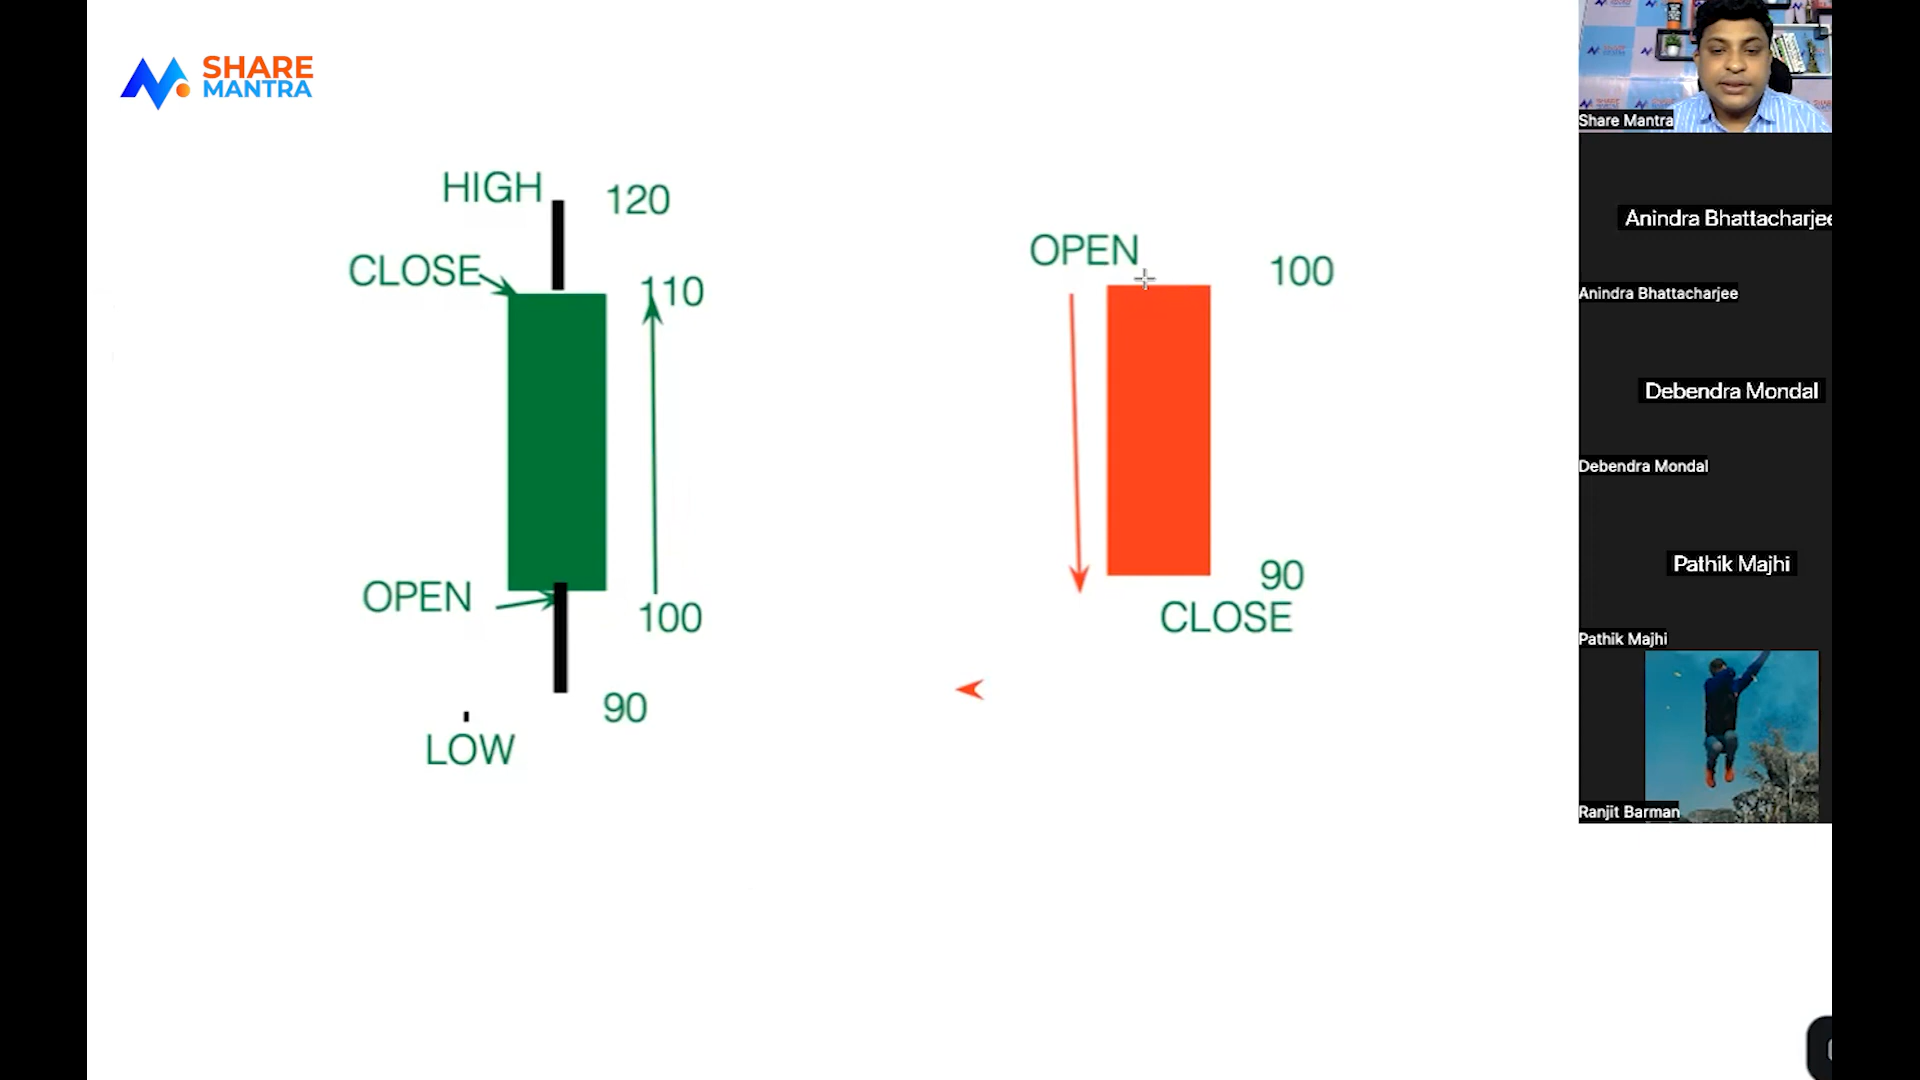 SHARE
MANTRA
HIGH
120
CLOSE
110
OPEN
100
90
LOW
OPEN
100
90
CLOSE
Share Mantra
Anindra Bhattacharjee
Anindra Bhattacharjee
Debendra Mondal
Debendra Mondal
Pathik Majhi
Pathik Majhi
Ranjit Barman